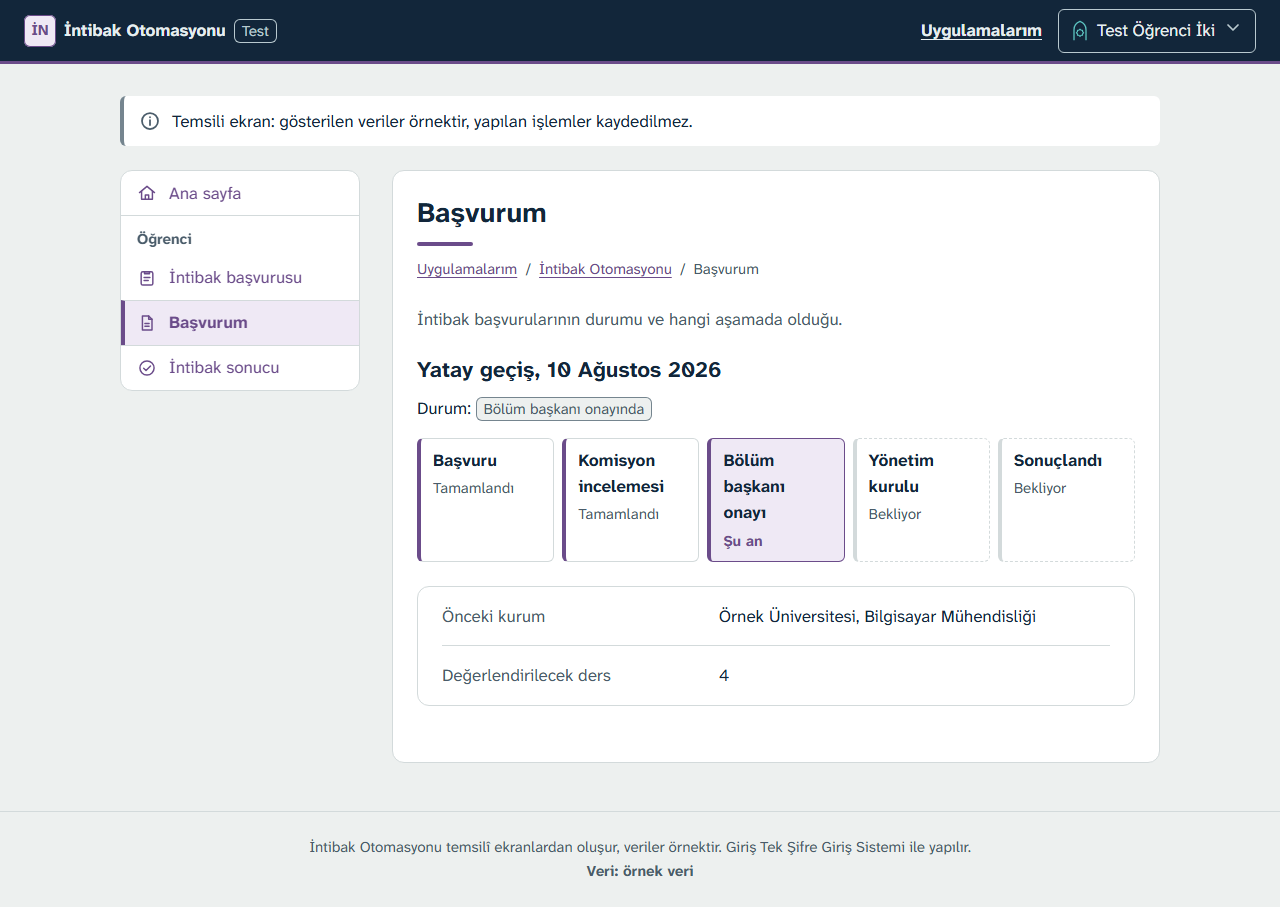 İN İntibak Otomasyonu Test
Uygulamalarım Test Öğrenci İki
Temsili ekran: gösterilen veriler örnektir, yapılan işlemler kaydedilmez.
Ana sayfa
Öğrenci
İntibak başvurusu
Başvurum
İntibak sonucu
Başvurum
Uygulamalarım / İntibak Otomasyonu / Başvurum
İntibak başvurularının durumu ve hangi aşamada olduğu.
Yatay geçiş, 10 Ağustos 2026
Durum: Bölüm başkanı onayında
Başvuru
Tamamlandı
Komisyon
incelemesi
Tamamlandı
Bölüm
başkanı
onayı
Şu an
Yönetim
kurulu
Bekliyor
Sonuçlandı
Bekliyor
Önceki kurum Örnek Üniversitesi, Bilgisayar Mühendisliği
Değerlendirilecek ders 4
İntibak Otomasyonu temsilî ekranlardan oluşur, veriler örnektir. Giriş Tek Şifre Giriş Sistemi ile yapılır.
Veri: örnek veri